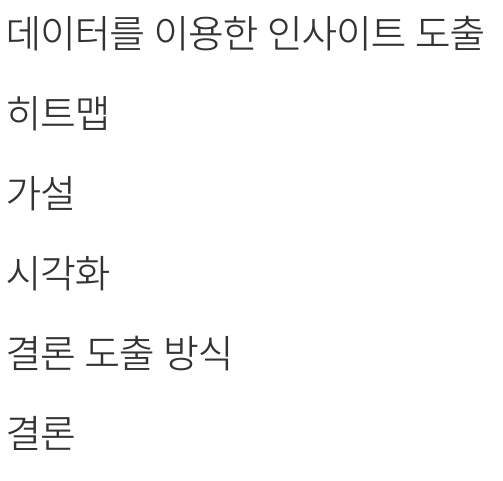 데이터를 이용한 인사이트 도출
히트맵
가설
시각화
결론 도출 방식
결론